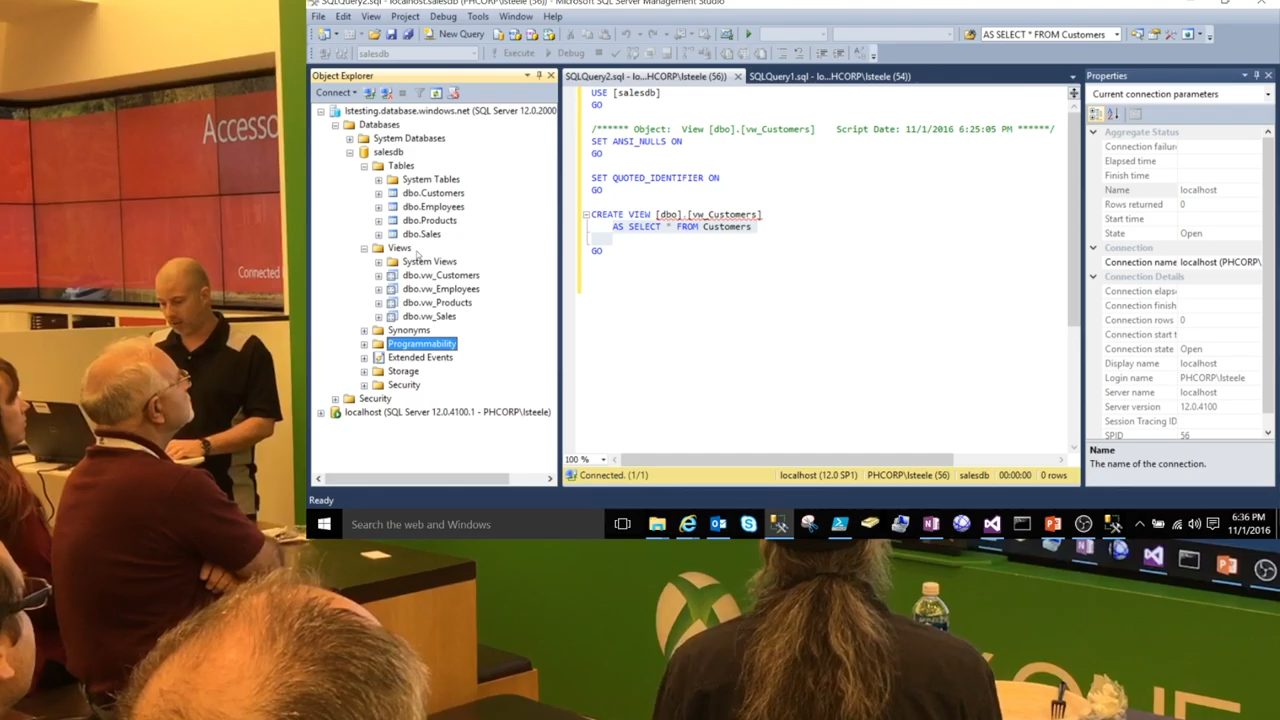 SQLQuery2.sql - localhost.salesdb (PHCORP\lsteele (56)) - Microsoft SQL Server Management Studio
File Edit View Project Debug Tools Window Help
New Query
AS SELECT * FROM Customers
salesdb
Execute
Debug
Object Explorer
Connect
lstesting.database.windows.net (SQL Server 12.0.2000
Databases
System Databases
salesdb
Tables
System Tables
dbo.Customers
dbo.Employees
dbo.Products
dbo.Sales
Views
System Views
dbo.vw_Customers
dbo.vw_Employees
dbo.vw_Products
dbo.vw_Sales
Synonyms
Programmability
Extended Events
Storage
Security
Security
localhost (SQL Server 12.0.4100.1 - PHCORP\lsteele)
SQLQuery2.sql - lo...HCORP\lsteele (56))
SQLQuery1.sql - lo...HCORP\lsteele (54))
USE [salesdb]
GO
/****** Object: View [dbo].[vw_Customers] Script Date: 11/1/2016 6:25:05 PM ******/
SET ANSI_NULLS ON
GO
SET QUOTED_IDENTIFIER ON
GO
CREATE VIEW [dbo].[vw_Customers]
AS SELECT * FROM Customers
GO
100 %
Connected. (1/1)
localhost (12.0 SP1)
PHCORP\lsteele (56)
salesdb
00:00:00
0 rows
Properties
Current connection parameters
Aggregate Status
Connection failur
Elapsed time
Finish time
Name localhost
Rows returned 0
Start time
State Open
Connection
Connection name localhost (PHCORP\
Connection Details
Connection elaps
Connection finish
Connection rows 0
Connection start t
Connection state Open
Display name localhost
Login name PHCORP\lsteele
Server name localhost
Server version 12.0.4100
Session Tracing ID
SPID 56
Name
The name of the connection.
Ready
Search the web and Windows
6:36 PM
11/1/2016
Accesso
Connected